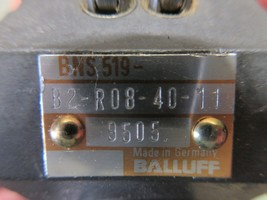 BNS 519-
B2-R08-40-11
9505
Made in Germany
BALLUFF